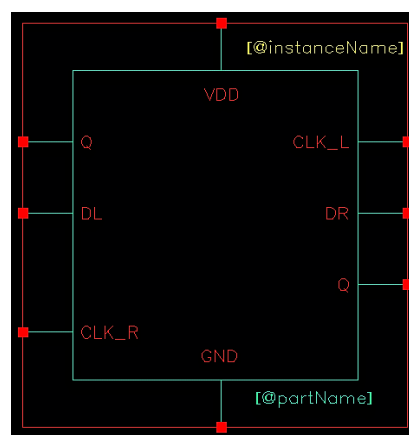 [@instanceName]
VDD
Q CLK_L
DL DR
Q
CLK_R
GND
[@partName]